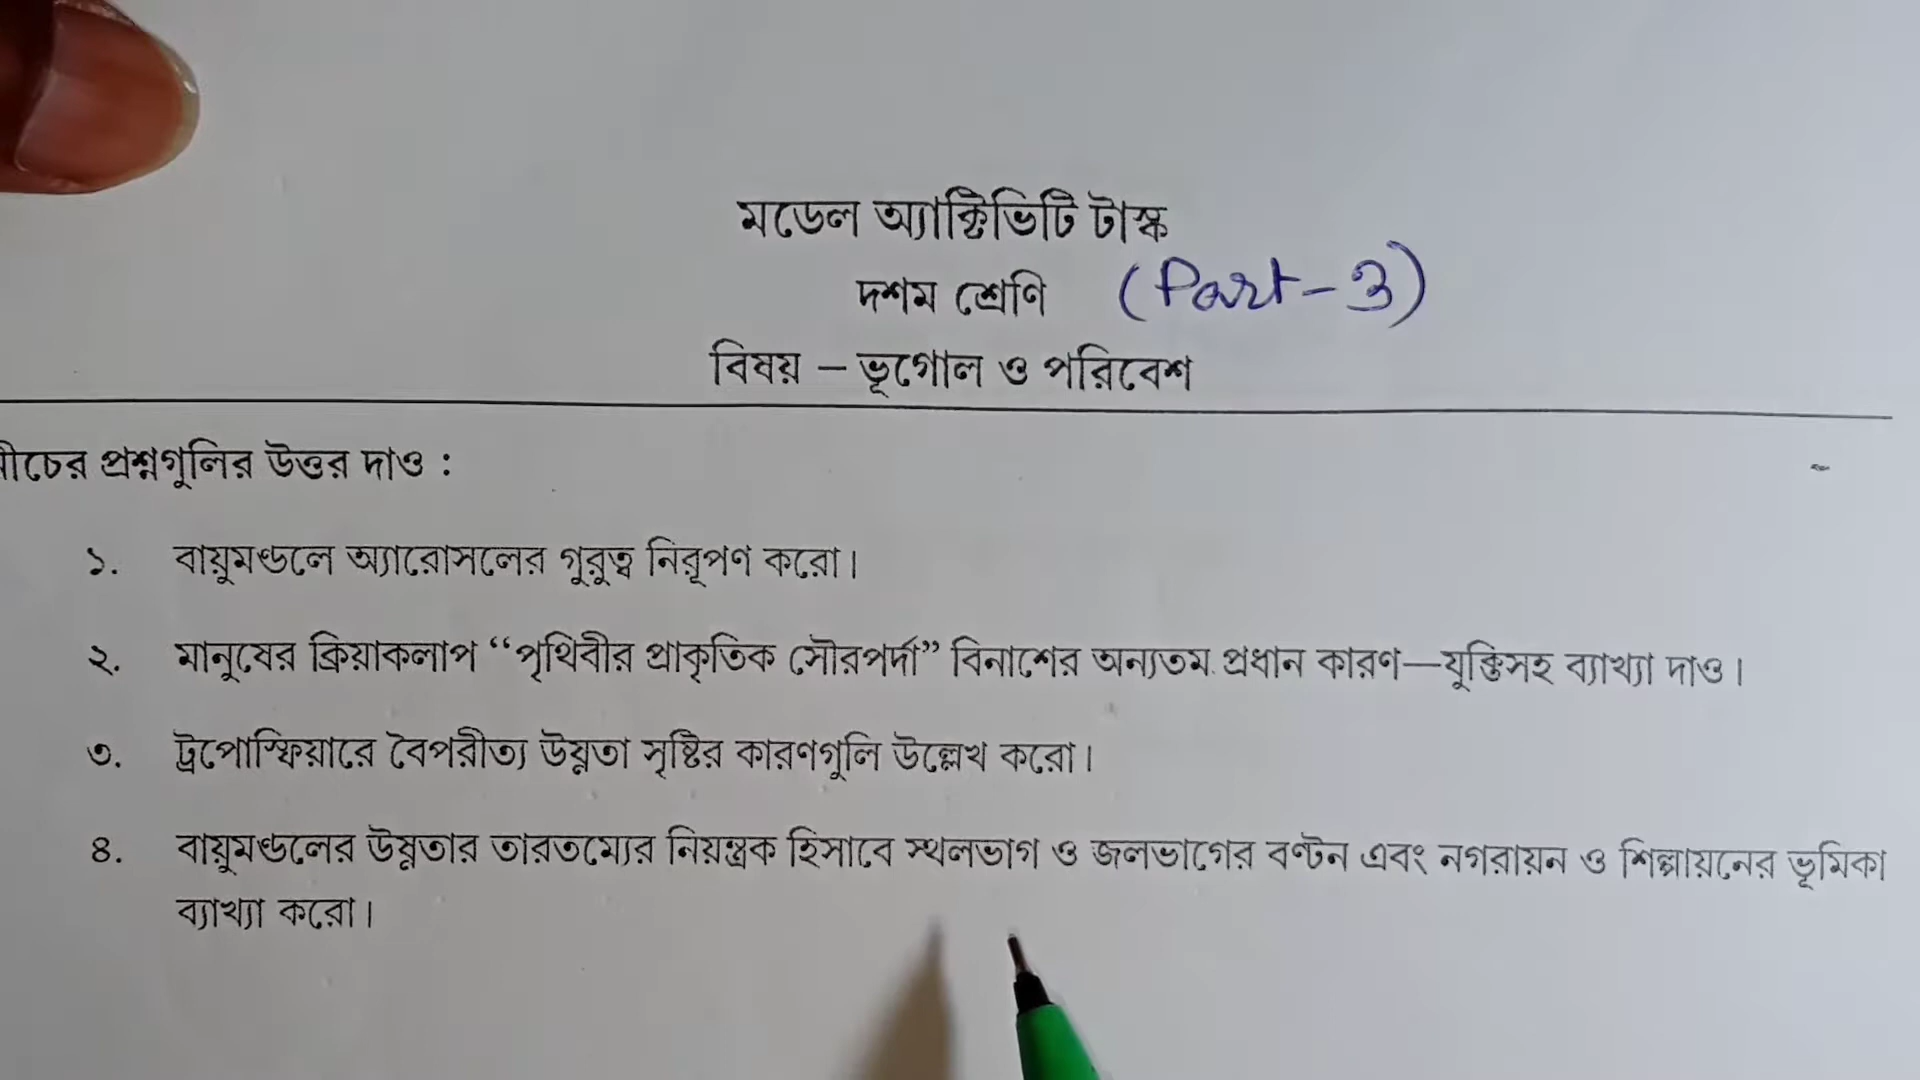 মডেল অ্যাক্টিভিটি টাস্ক
দশম শ্রেণি (Part-3)
বিষয় – ভূগোল ও পরিবেশ
নীচের প্রশ্নগুলির উত্তর দাও :
১. বায়ুমণ্ডলে অ্যারোসলের গুরুত্ব নিরূপণ করো।
২. মানুষের ক্রিয়াকলাপ “পৃথিবীর প্রাকৃতিক সৌরপর্দা” বিনাশের অন্যতম প্রধান কারণ—যুক্তিসহ ব্যাখ্যা দাও।
৩. ট্রপোস্ফিয়ারে বৈপরীত্য উষ্ণতা সৃষ্টির কারণগুলি উল্লেখ করো।
৪. বায়ুমণ্ডলের উষ্ণতার তারতম্যের নিয়ন্ত্রক হিসাবে স্থলভাগ ও জলভাগের বণ্টন এবং নগরায়ন ও শিল্পায়নের ভূমিকা
ব্যাখ্যা করো।